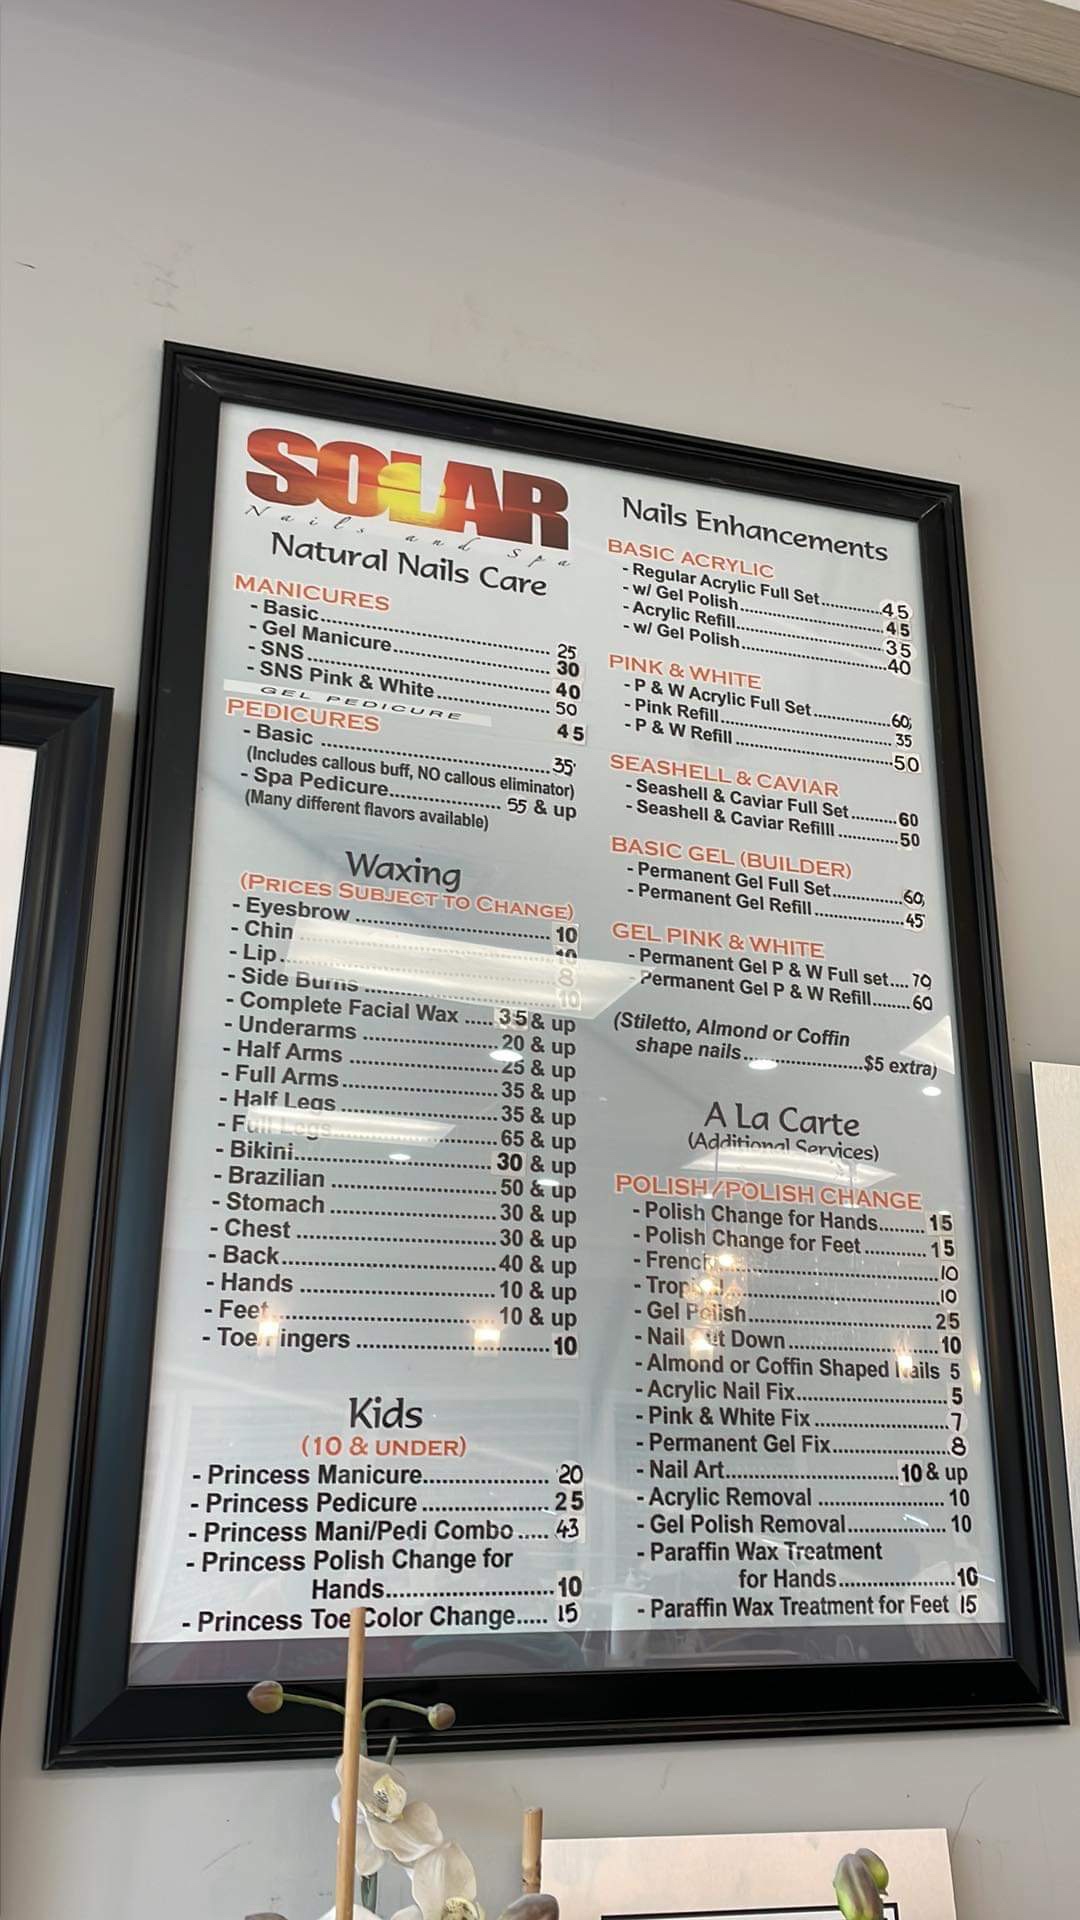 SOLAR
Nails and Spa
Natural Nails Care
MANICURES
- Basic................ 25
- Gel Manicure................ 30
- SNS................ 40
- SNS Pink & White................ 50
GEL PEDICURE 45
PEDICURES
- Basic ................ 35
(Includes callous buff, NO callous eliminator)
- Spa Pedicure................ 55 & up
(Many different flavors available)
Waxing
(PRICES SUBJECT TO CHANGE)
- Eyesbrow ................ 10
- Chin ................ 10
- Lip................ 8
- Side Burns ................ 10
- Complete Facial Wax ..... 35 & up
- Underarms ................ 20 & up
- Half Arms ................ 25 & up
- Full Arms................ 35 & up
- Half Legs ................ 35 & up
- Full Legs................ 65 & up
- Bikini................ 30 & up
- Brazilian ................ 50 & up
- Stomach ................ 30 & up
- Chest ................ 30 & up
- Back................ 40 & up
- Hands ................ 10 & up
- Feet ................ 10 & up
- Toe/Fingers ................ 10
Kids
(10 & UNDER)
- Princess Manicure................ 20
- Princess Pedicure ................ 25
- Princess Mani/Pedi Combo ..... 43
- Princess Polish Change for
Hands................ 10
- Princess Toe Color Change..... 15
Nails Enhancements
BASIC ACRYLIC
- Regular Acrylic Full Set............ 45
- w/ Gel Polish................ 45
- Acrylic Refill................ 35
- w/ Gel Polish................ 40
PINK & WHITE
- P & W Acrylic Full Set............ 60
- Pink Refill................ 35
- P & W Refill................ 50
SEASHELL & CAVIAR
- Seashell & Caviar Full Set.......... 60
- Seashell & Caviar Refilll ............ 50
BASIC GEL (BUILDER)
- Permanent Gel Full Set............ 60
- Permanent Gel Refill................ 45
GEL PINK & WHITE
- Permanent Gel P & W Full set.... 70
- Permanent Gel P & W Refill....... 60
(Stiletto, Almond or Coffin
shape nails................ $5 extra)
A La Carte
(Additional Services)
POLISH/POLISH CHANGE
- Polish Change for Hands........ 15
- Polish Change for Feet............ 15
- French................ 10
- Tropical................ 10
- Gel Polish................ 25
- Nail Cut Down................ 10
- Almond or Coffin Shaped Nails 5
- Acrylic Nail Fix................ 5
- Pink & White Fix................ 7
- Permanent Gel Fix................ 8
- Nail Art................ 10 & up
- Acrylic Removal ................ 10
- Gel Polish Removal................ 10
- Paraffin Wax Treatment
for Hands................ 10
- Paraffin Wax Treatment for Feet 15